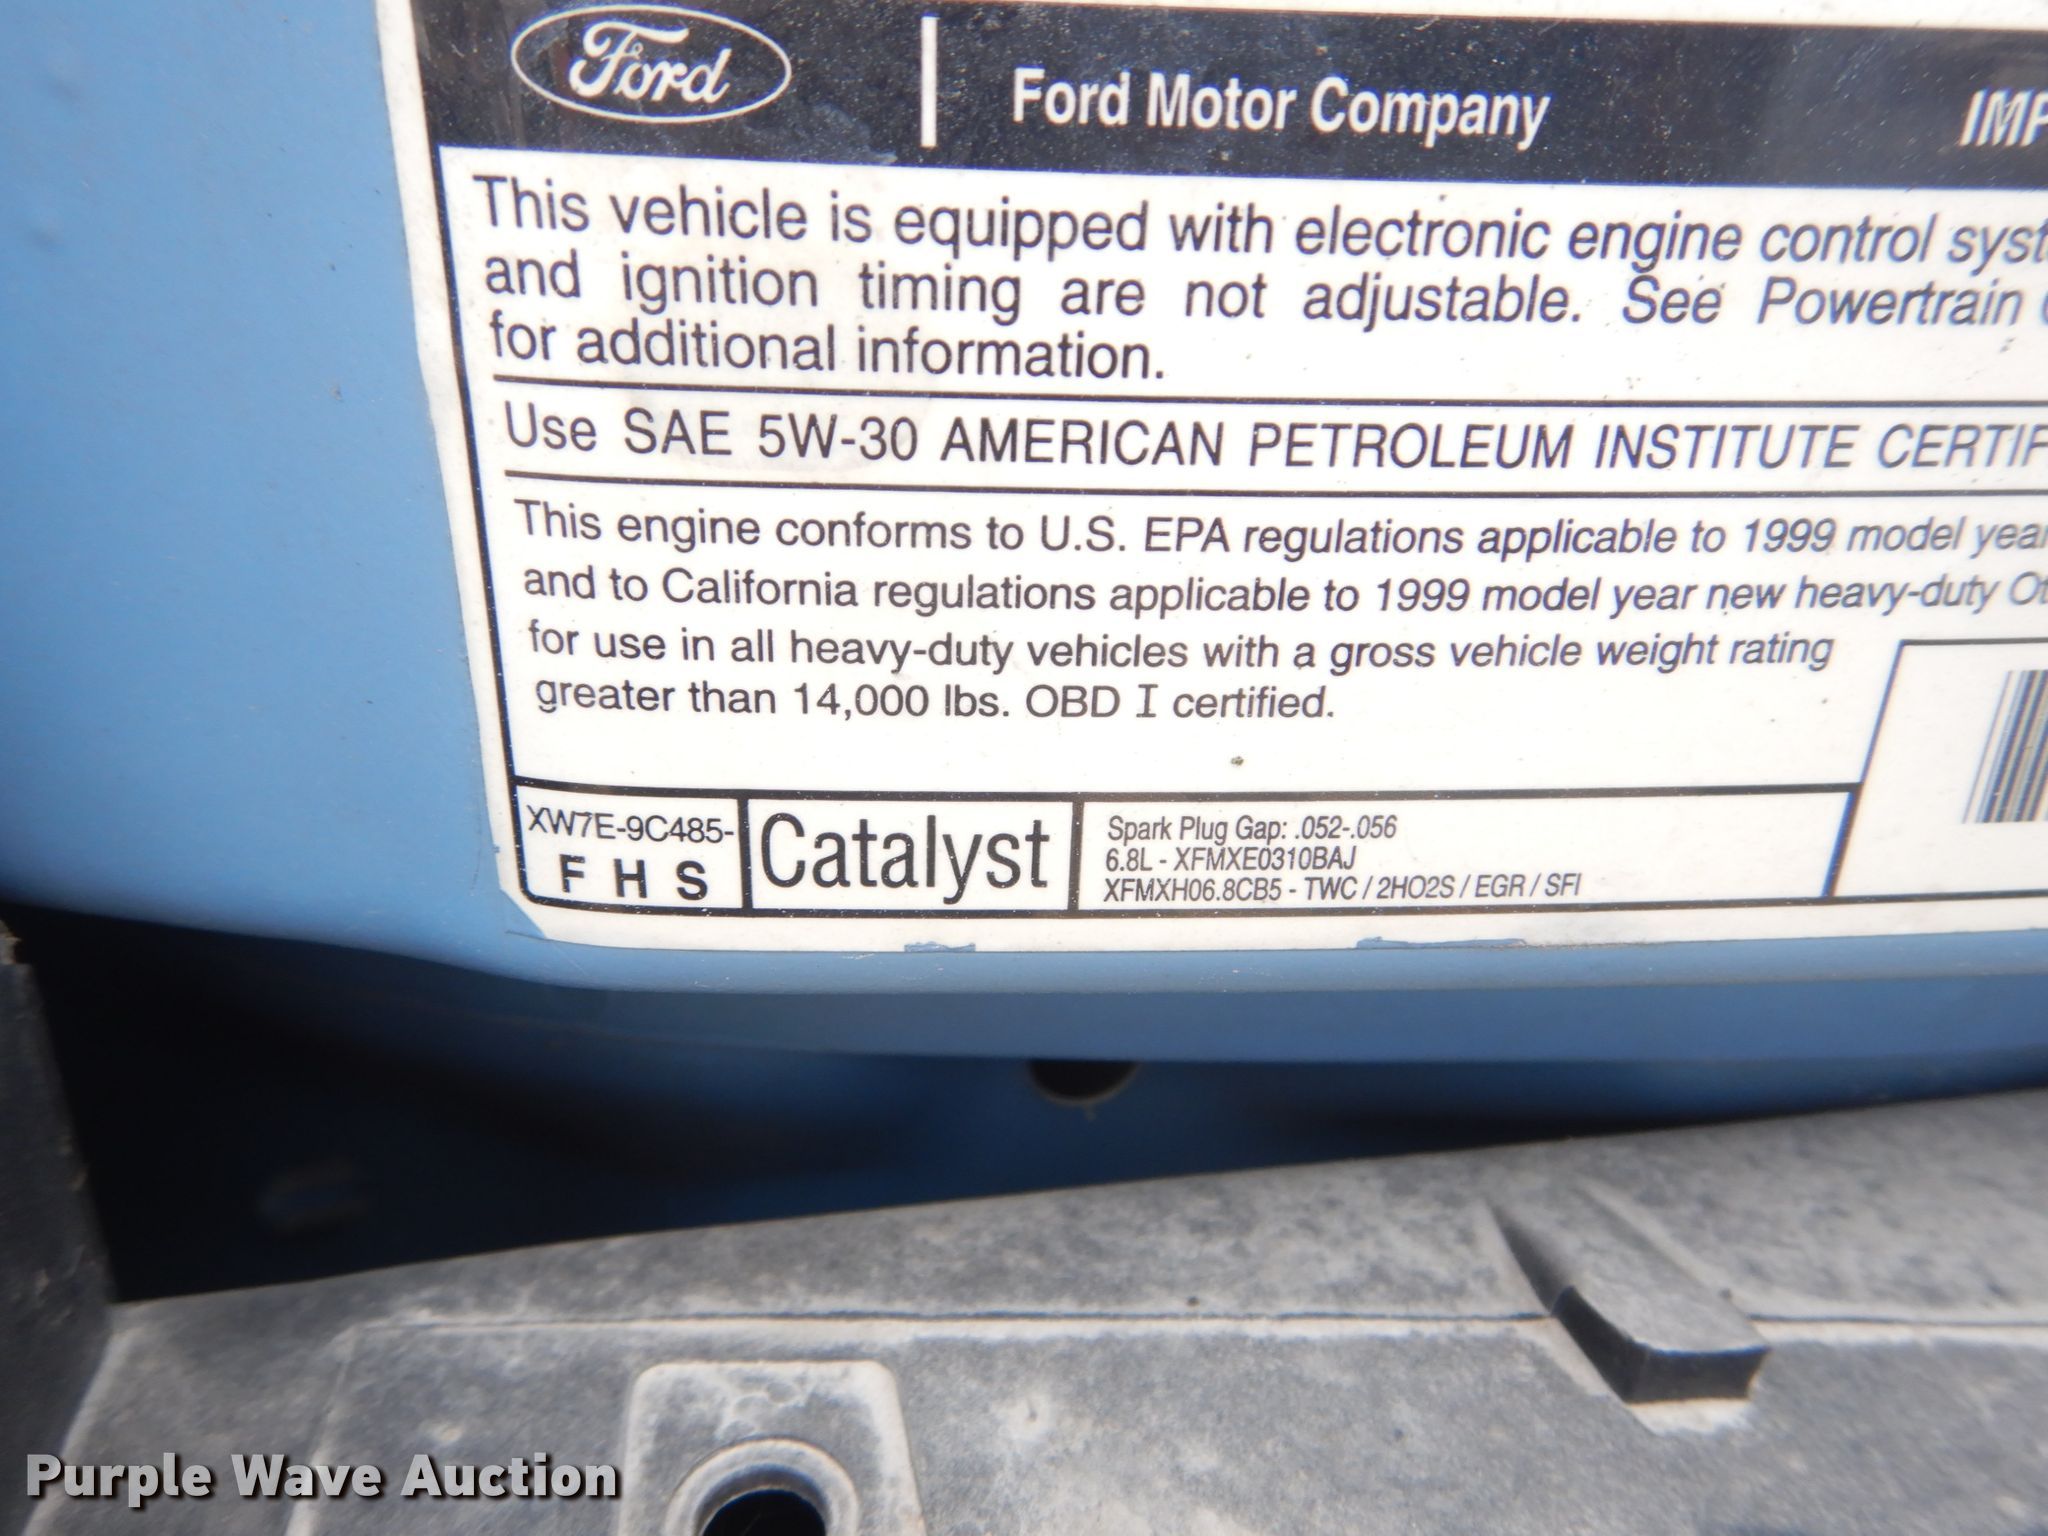 Ford
Ford Motor Company
This vehicle is equipped with electronic engine control
and ignition timing are not adjustable. See Powertrain
for additional information.
Use SAE 5W-30 AMERICAN PETROLEUM INSTITUTE
This engine conforms to U.S. EPA regulations applicable to 1999 model year
and to California regulations applicable to 1999 model year new heavy-duty
for use in all heavy-duty vehicles with a gross vehicle weight rating
greater than 14,000 lbs. OBD I certified.
XW7E-9C485-
F H S
Catalyst
Spark Plug Gap: .052-.056
6.8L - XFMXE0310BAJ
XFMXH06.8CB5 - TWC / 2HO2S / EGR / SFI
Purple Wave Auction